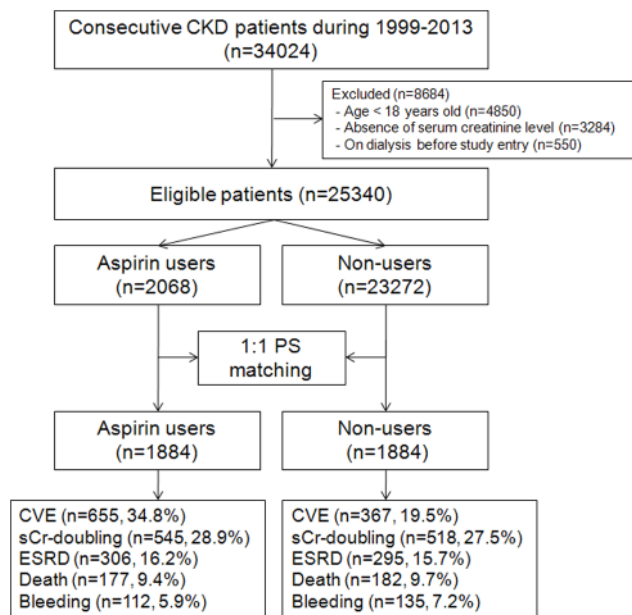 Consecutive CKD patients during 1999-2013
(n=34024)
Excluded (n=8684)
- Age < 18 years old (n=4850)
- Absence of serum creatinine level (n=3284)
- On dialysis before study entry (n=550)
Eligible patients (n=25340)
Aspirin users
(n=2068)
Non-users
(n=23272)
1:1 PS
matching
Aspirin users
(n=1884)
Non-users
(n=1884)
CVE (n=655, 34.8%)
sCr-doubling (n=545, 28.9%)
ESRD (n=306, 16.2%)
Death (n=177, 9.4%)
Bleeding (n=112, 5.9%)
CVE (n=367, 19.5%)
sCr-doubling (n=518, 27.5%)
ESRD (n=295, 15.7%)
Death (n=182, 9.7%)
Bleeding (n=135, 7.2%)